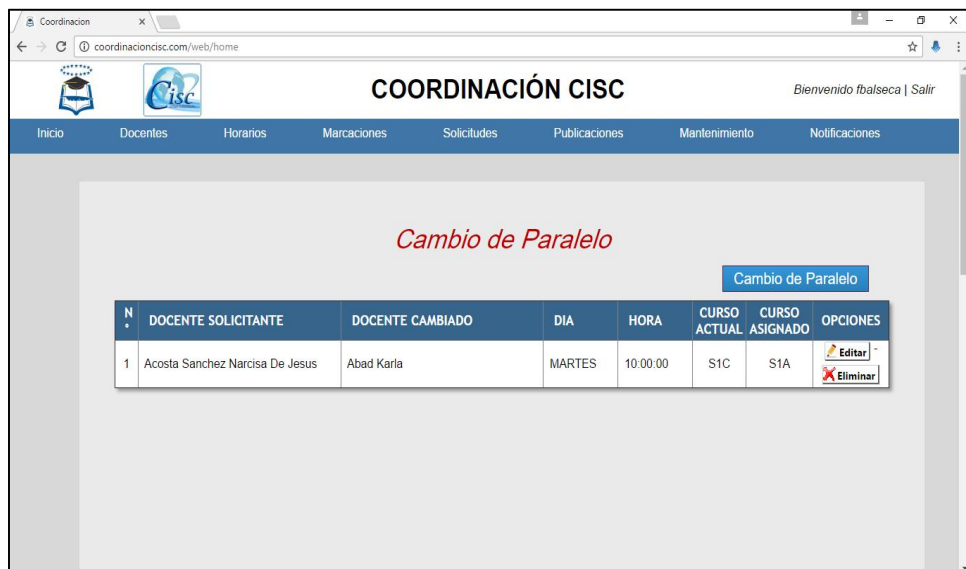 Coordinacion
coordinacioncisc.com/web/home
Cisc
COORDINACIÓN CISC
Bienvenido fbalseca | Salir
Inicio Docentes Horarios Marcaciones Solicitudes Publicaciones Mantenimiento Notificaciones
Cambio de Paralelo
Cambio de Paralelo
N° DOCENTE SOLICITANTE DOCENTE CAMBIADO DIA HORA CURSO ACTUAL CURSO ASIGNADO OPCIONES
1 Acosta Sanchez Narcisa De Jesus Abad Karla MARTES 10:00:00 S1C S1A Editar -
Eliminar